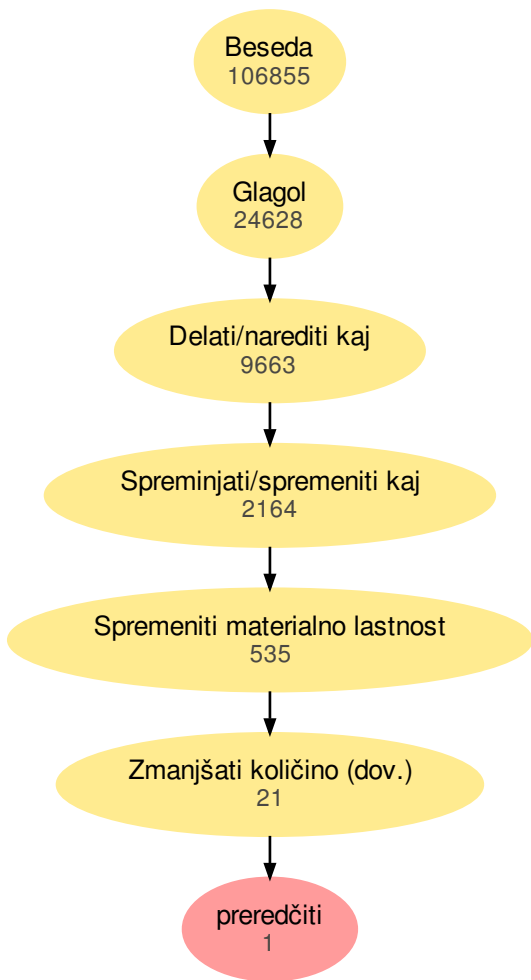 Beseda
106855
Glagol
24628
Delati/narediti kaj
9663
Spreminjati/spremeniti kaj
2164
Spremeniti materialno lastnost
535
Zmanjšati količino (dov.)
21
preredčiti
1